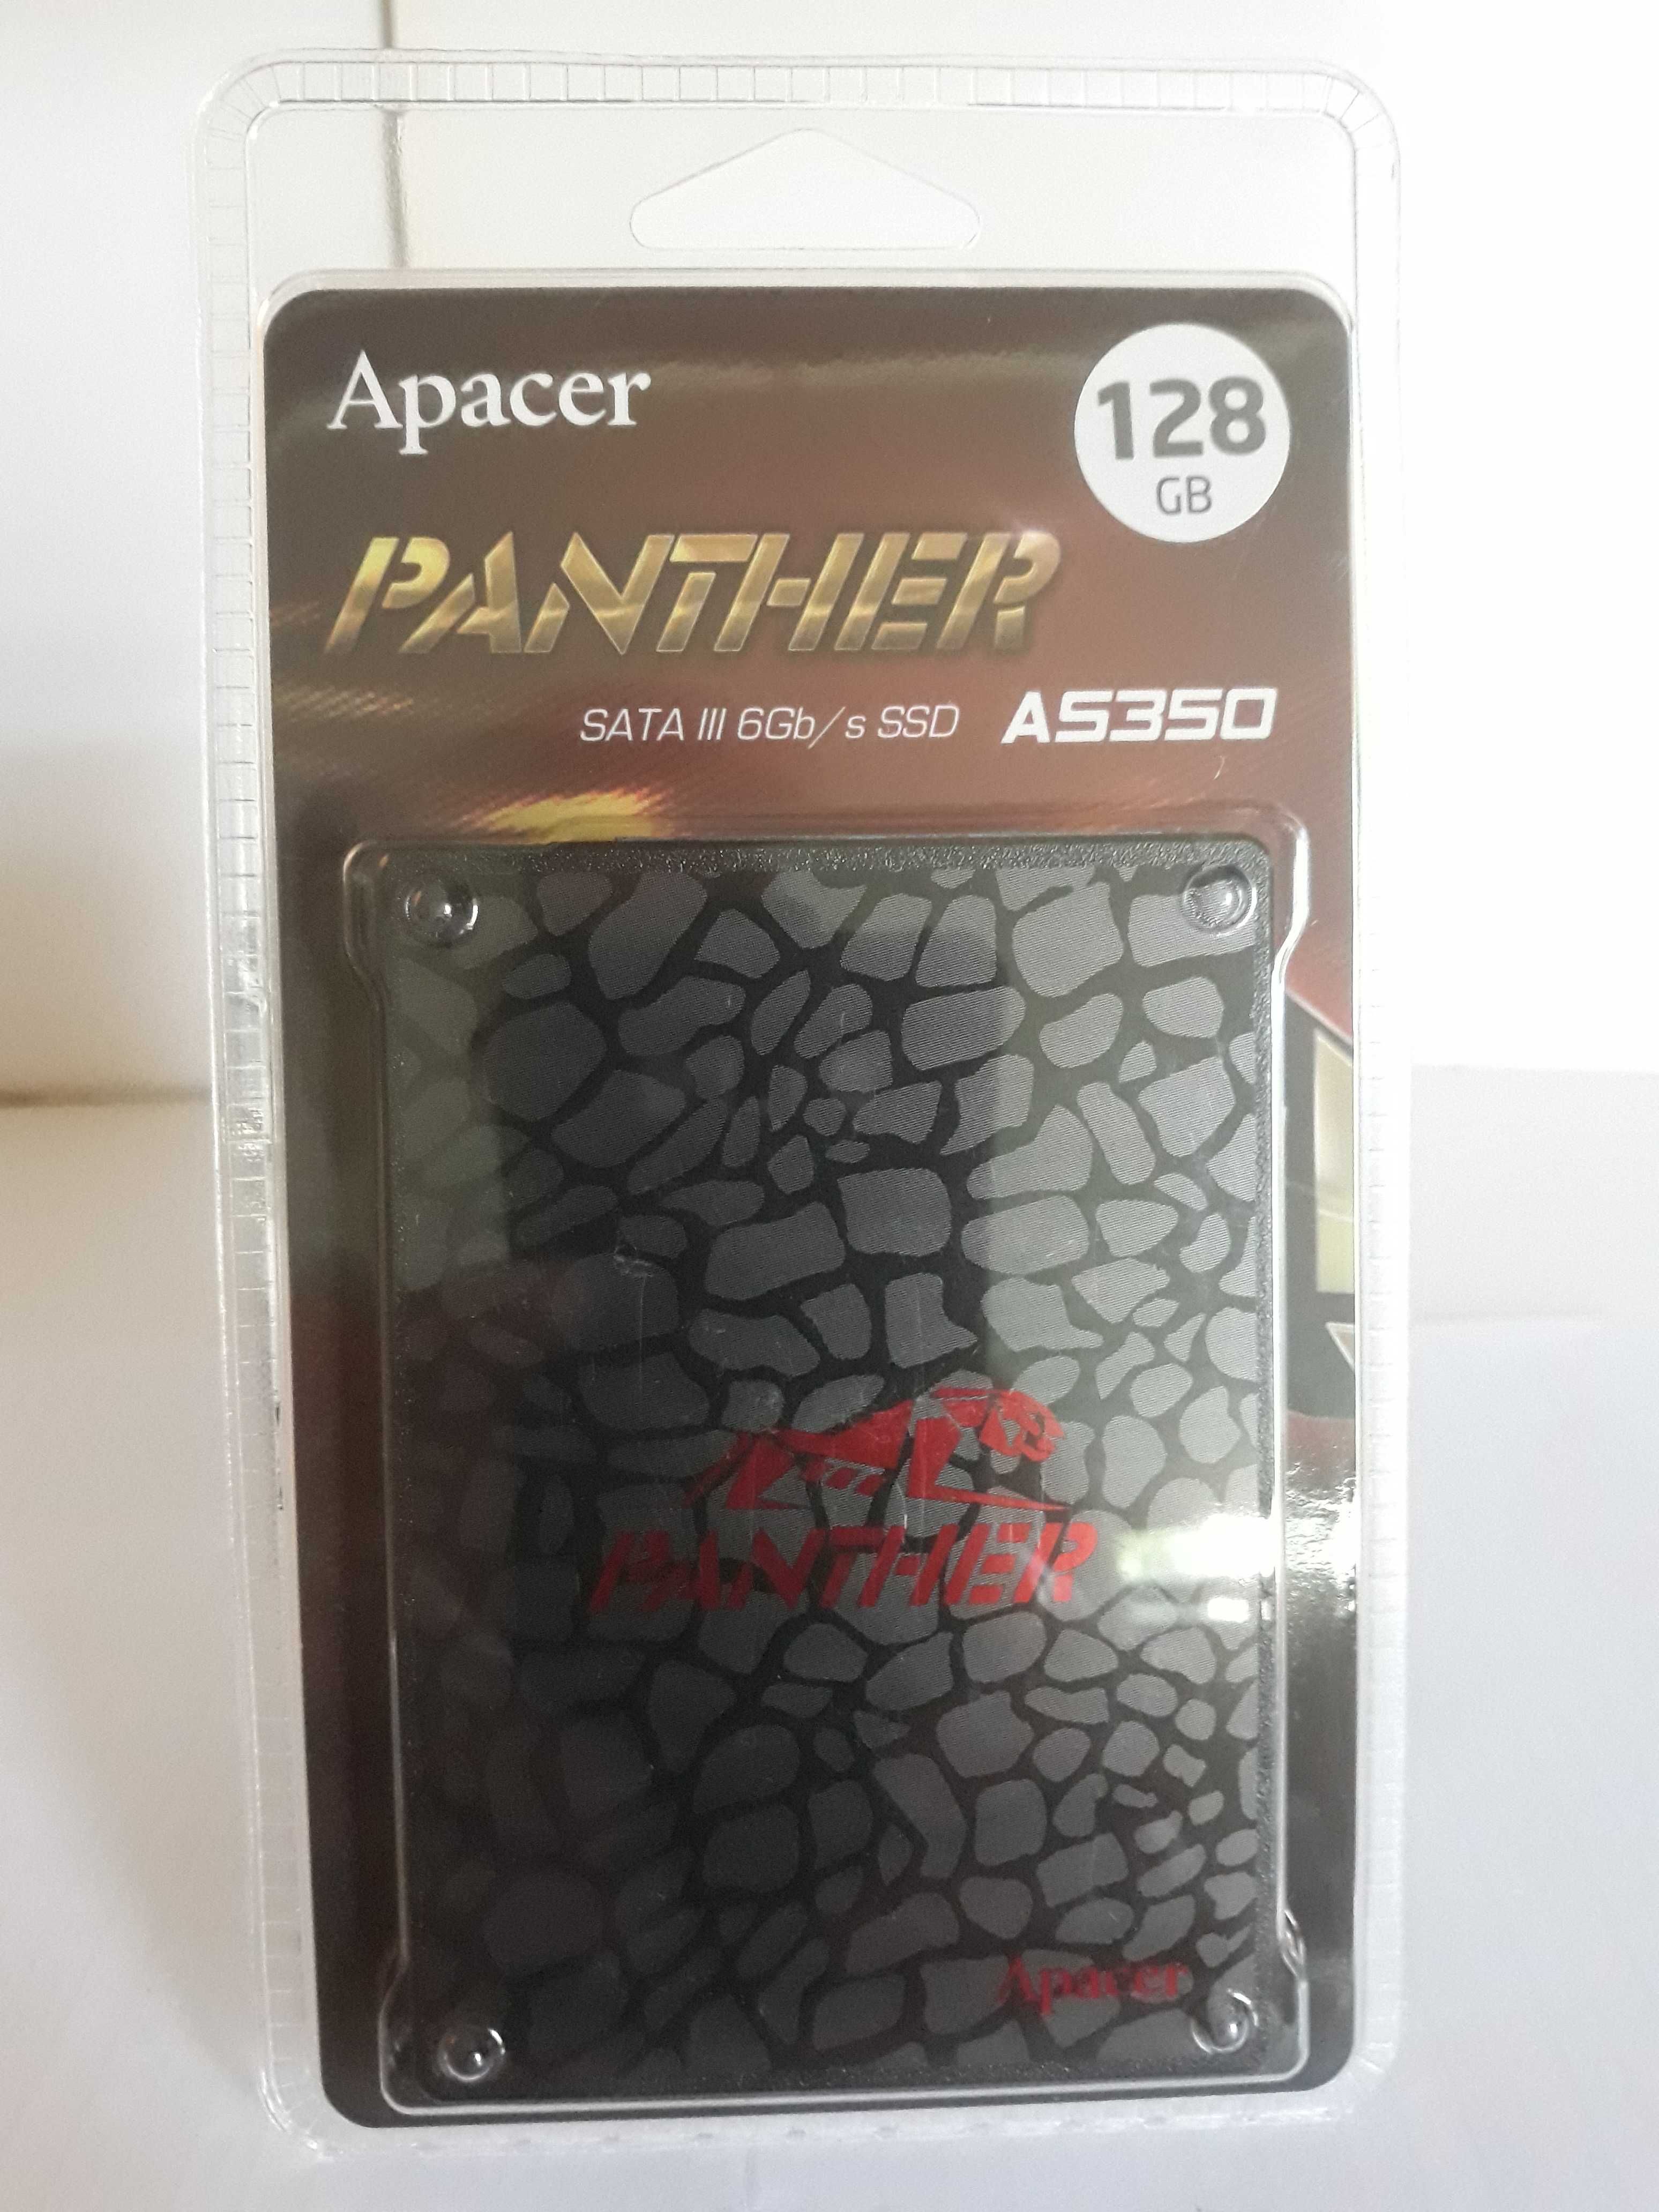 Apacer
128
GB
PANTHER
SATA III 6Gb/s SSD AS350
PANTHER
Apacer